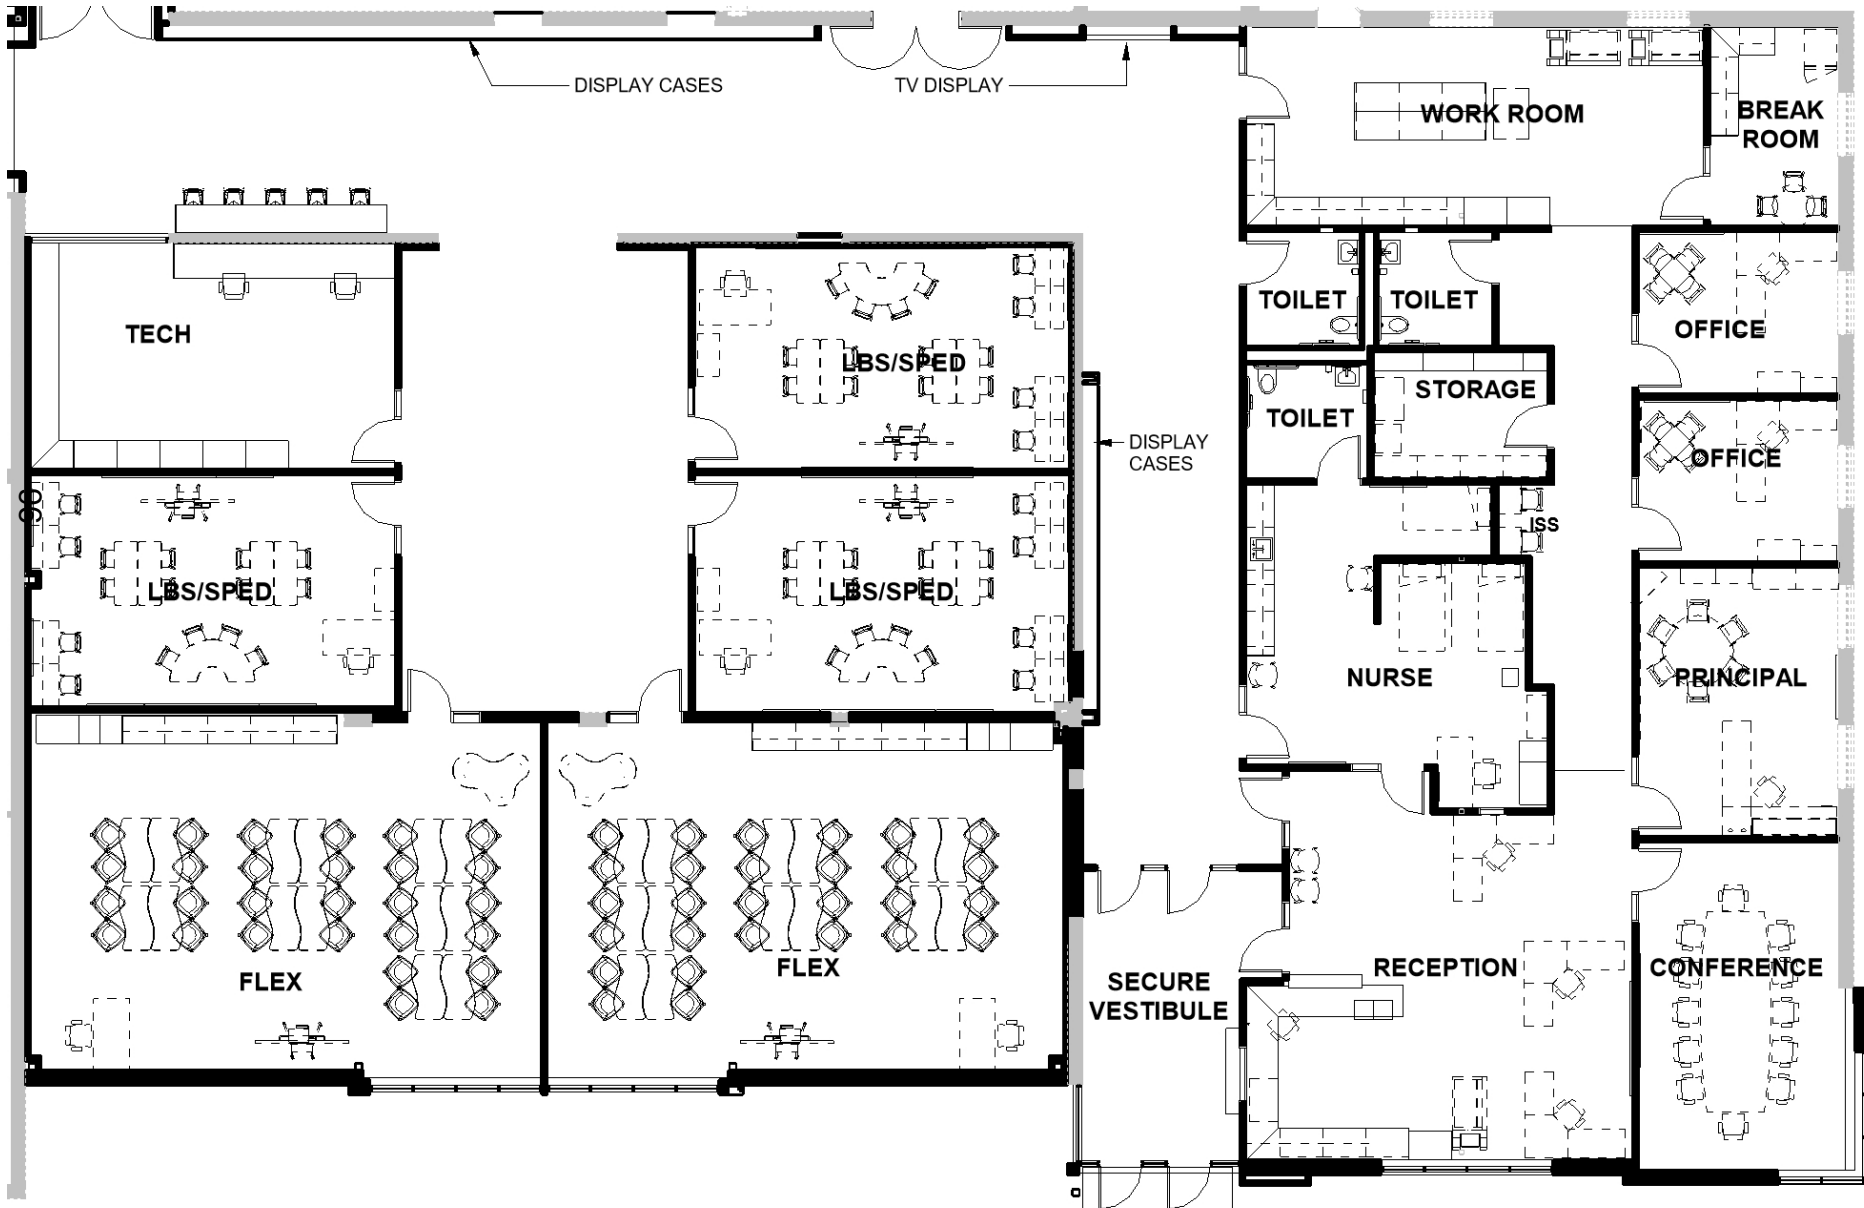 DISPLAY CASES
TV DISPLAY
WORK ROOM
BREAK
ROOM
TECH
LBS/SPED
TOILET
TOILET
OFFICE
STORAGE
TOILET
DISPLAY
CASES
OFFICE
90
ISS
LBS/SPED
LBS/SPED
NURSE
PRINCIPAL
FLEX
FLEX
SECURE
VESTIBULE
RECEPTION
CONFERENCE